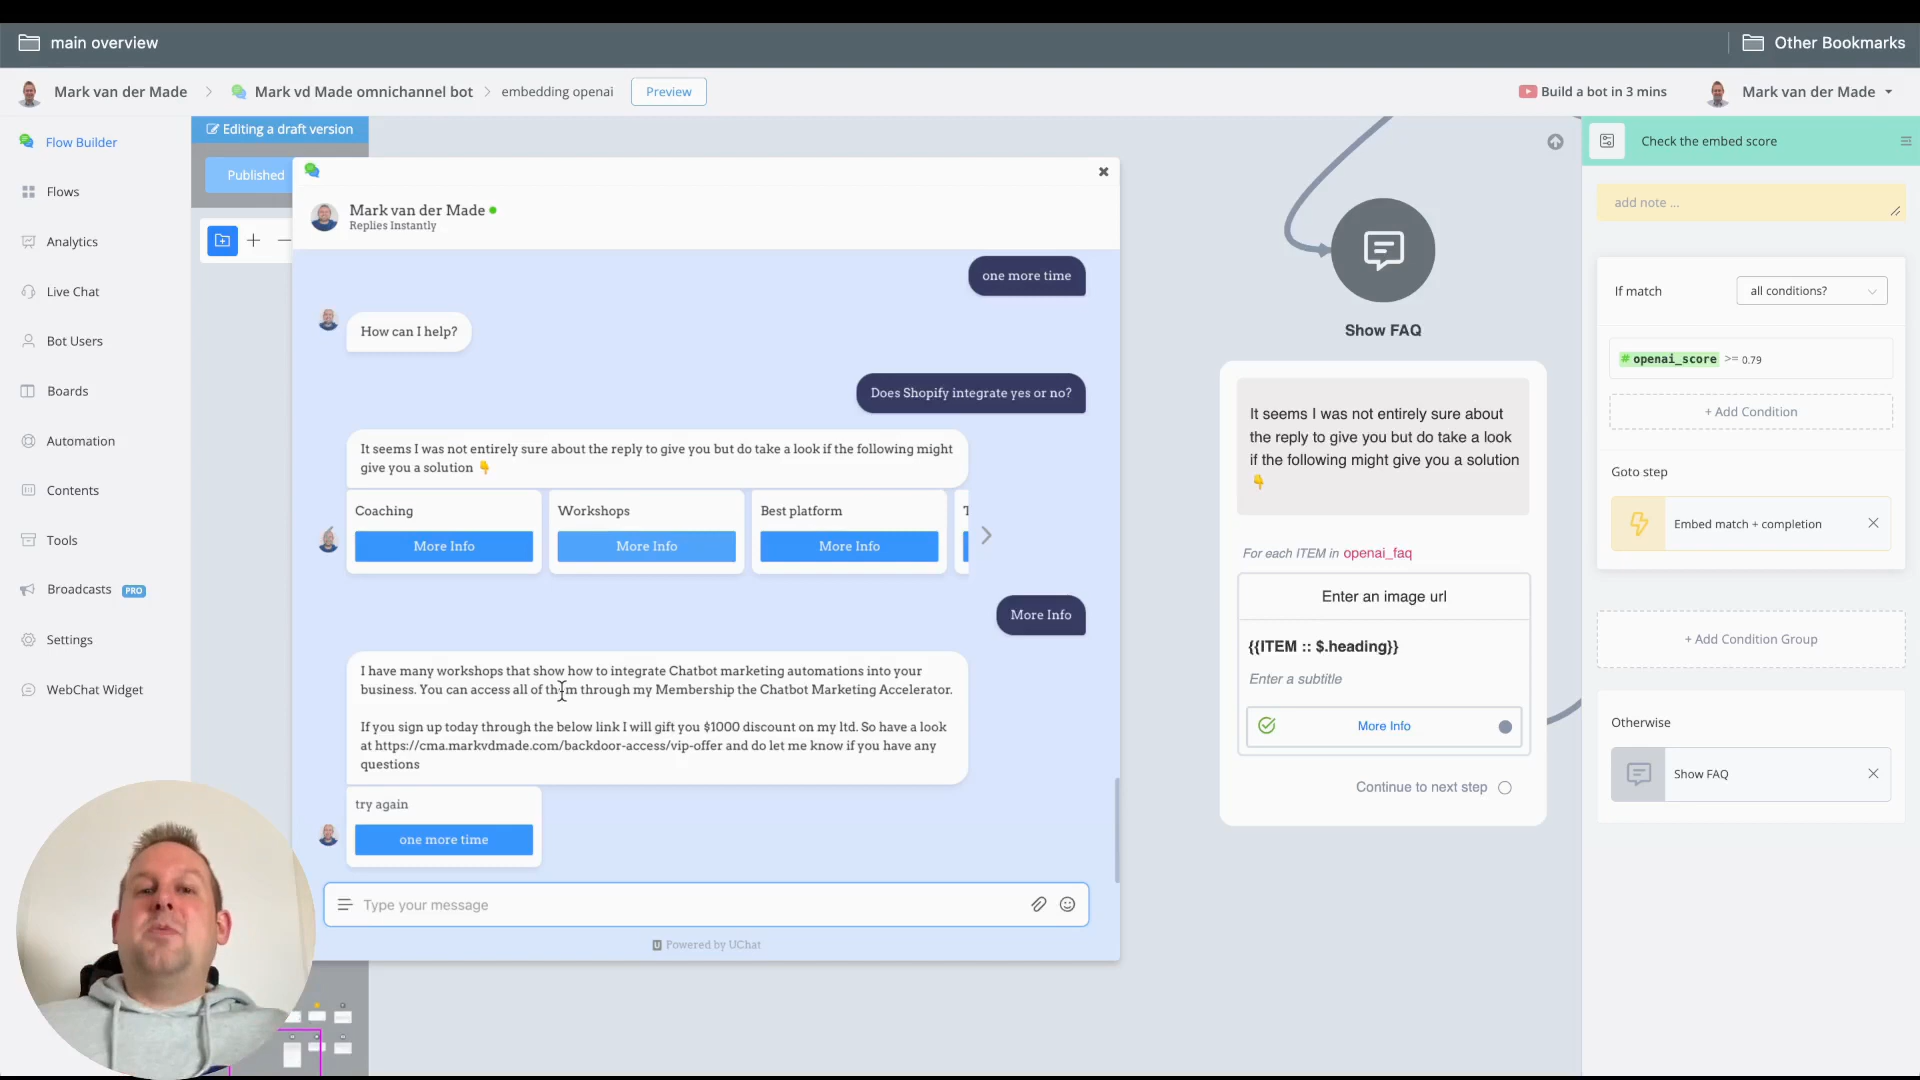 main overview
Other Bookmarks
Mark van der Made
Mark vd Made omnichannel bot
embedding openai
Preview
Build a bot in 3 mins
Mark van der Made
Flow Builder
Flows
Analytics
Live Chat
Bot Users
Boards
Automation
Contents
Tools
Broadcasts PRO
Settings
WebChat Widget
Editing a draft version
Published
Mark van der Made
Replies Instantly
one more time
How can I help?
Does Shopify integrate yes or no?
It seems I was not entirely sure about the reply to give you but do take a look if the following might
give you a solution 👇
Coaching
More Info
Workshops
More Info
Best platform
More Info
T
More Info
I have many workshops that show how to integrate Chatbot marketing automations into your
business. You can access all of them through my Membership the Chatbot Marketing Accelerator.
If you sign up today through the below link I will gift you $1000 discount on my ltd. So have a look
at https://cma.markvdmade.com/backdoor-access/vip-offer and do let me know if you have any
questions
try again
one more time
Type your message
Powered by UChat
Show FAQ
It seems I was not entirely sure about
the reply to give you but do take a look
if the following might give you a solution
👇
For each ITEM in openai_faq
Enter an image url
{{ITEM :: $.heading}}
Enter a subtitle
More Info
Continue to next step
Check the embed score
add note ...
If match
all conditions?
# openai_score >= 0.79
+ Add Condition
Goto step
Embed match + completion
+ Add Condition Group
Otherwise
Show FAQ